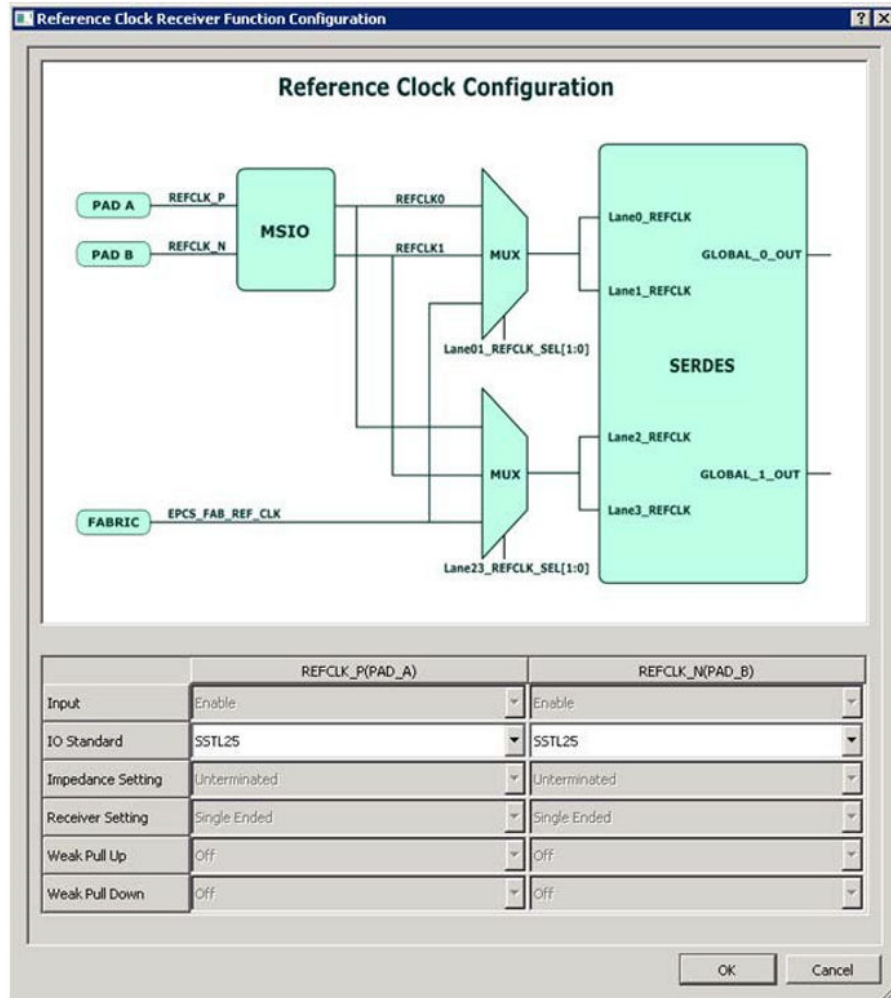 Reference Clock Receiver Function Configuration
Reference Clock Configuration
PAD A
REFCLK_P
PAD B
REFCLK_N
MSIO
REFCLK0
REFCLK1
MUX
Lane01_REFCLK_SEL[1:0]
Lane0_REFCLK
Lane1_REFCLK
GLOBAL_0_OUT
SERDES
MUX
Lane2_REFCLK
Lane3_REFCLK
GLOBAL_1_OUT
FABRIC
EPCS_FAB_REF_CLK
Lane23_REFCLK_SEL[1:0]
REFCLK_P(PAD_A) REFCLK_N(PAD_B)
Input Enable Enable
IO Standard SSTL25 SSTL25
Impedance Setting Unterminated Unterminated
Receiver Setting Single Ended Single Ended
Weak Pull Up Off Off
Weak Pull Down Off Off
OK Cancel